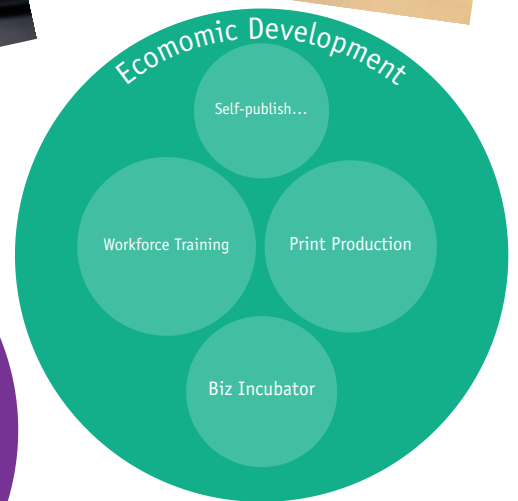 Ecomomic Development
Self-publish...
Workforce Training
Print Production
Biz Incubator